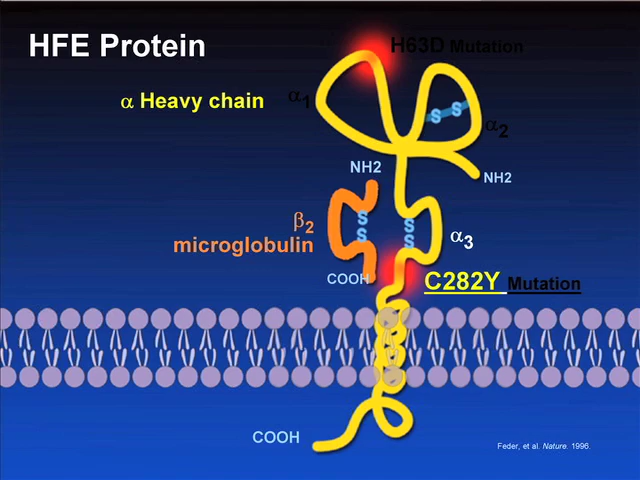 HFE Protein
H63D Mutation
α Heavy chain
α1
S
S
α2
NH2
NH2
β2
microglobulin
S
S
S
S
α3
COOH
C282Y Mutation
COOH
Feder, et al. Nature. 1996.